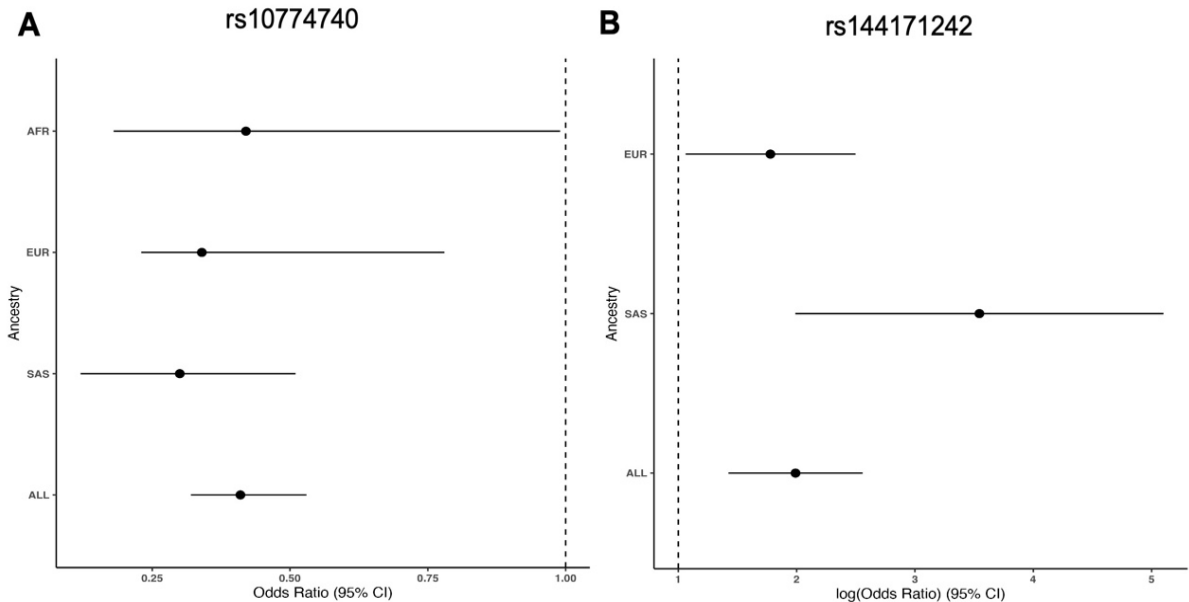 A
rs10774740
AFR
EUR
SAS
ALL
Ancestry
0.25 0.50 0.75 1.00
Odds Ratio (95% CI)
B
rs144171242
EUR
SAS
ALL
Ancestry
1 2 3 4 5
log(Odds Ratio) (95% CI)